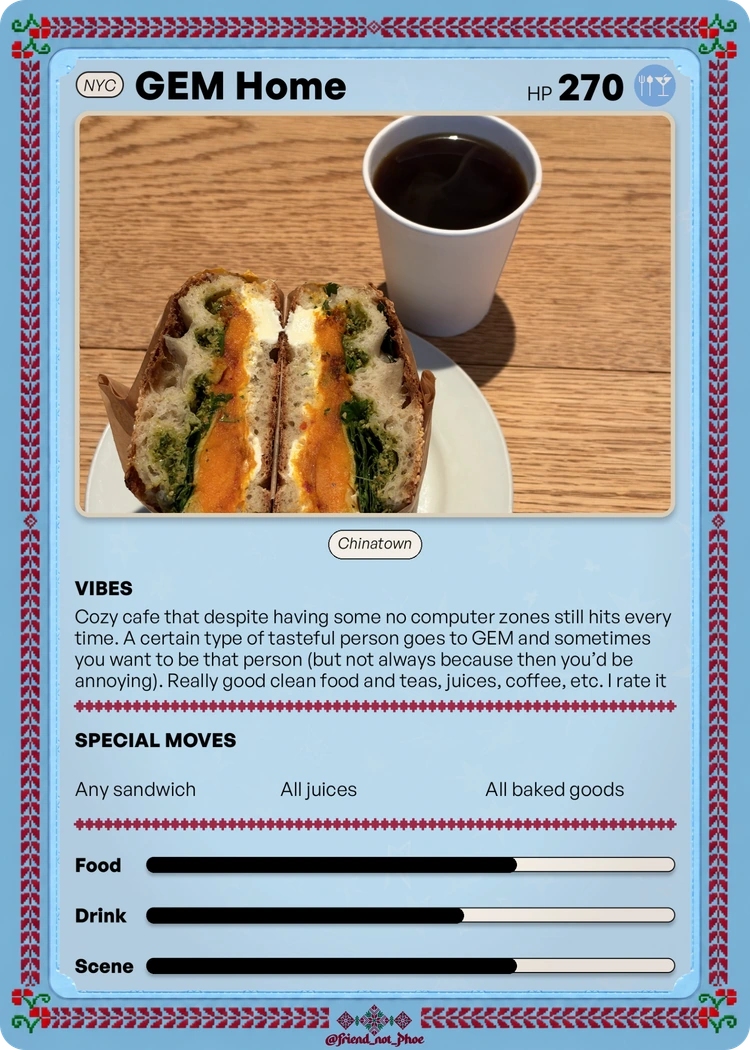 NYC GEM Home HP 270
Chinatown
VIBES
Cozy cafe that despite having some no computer zones still hits every
time. A certain type of tasteful person goes to GEM and sometimes
you want to be that person (but not always because then you’d be
annoying). Really good clean food and teas, juices, coffee, etc. I rate it
SPECIAL MOVES
Any sandwich All juices All baked goods
Food
Drink
Scene
@friend_not_Phoe